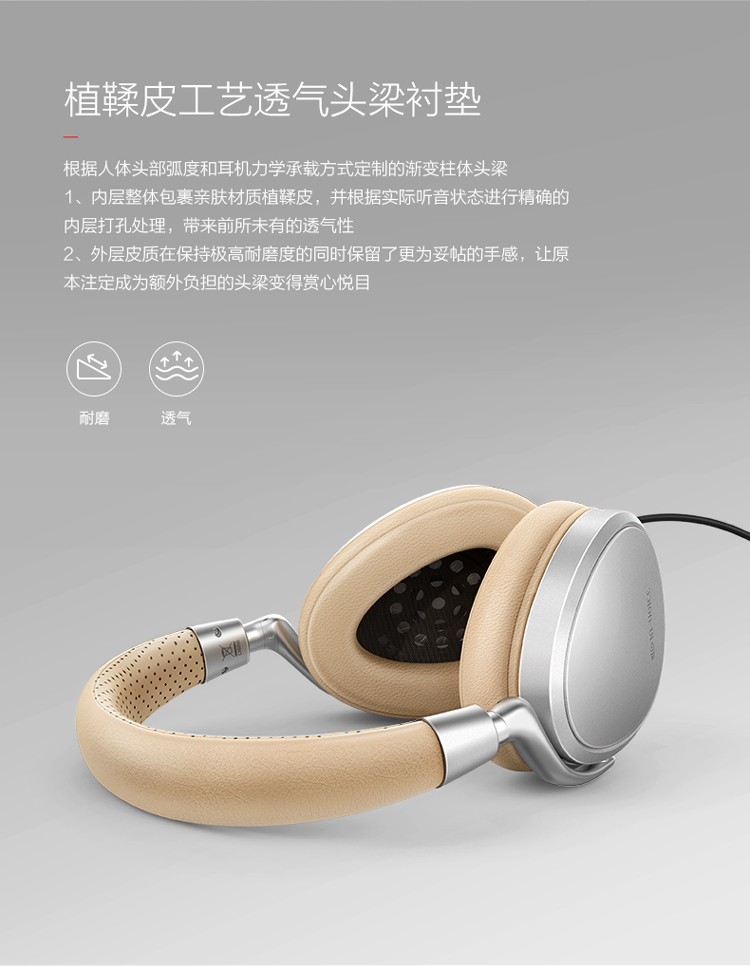 植鞣皮工艺透气头梁衬垫
根据人体头部弧度和耳机力学承载方式定制的渐变柱体头梁
1、内层整体包裹亲肤材质植鞣皮，并根据实际听音状态进行精确的
内层打孔处理，带来前所未有的透气性
2、外层皮质在保持极高耐磨度的同时保留了更为妥帖的手感，让原
本注定成为额外负担的头梁变得赏心悦目
耐磨 透气